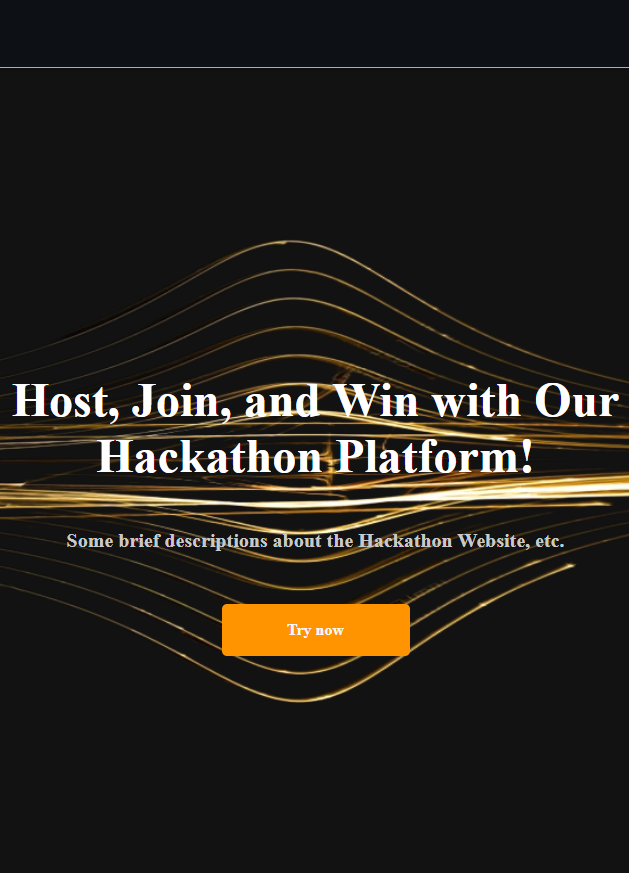 Host, Join, and Win with Our
Hackathon Platform!
Some brief descriptions about the Hackathon Website, etc.
Try now